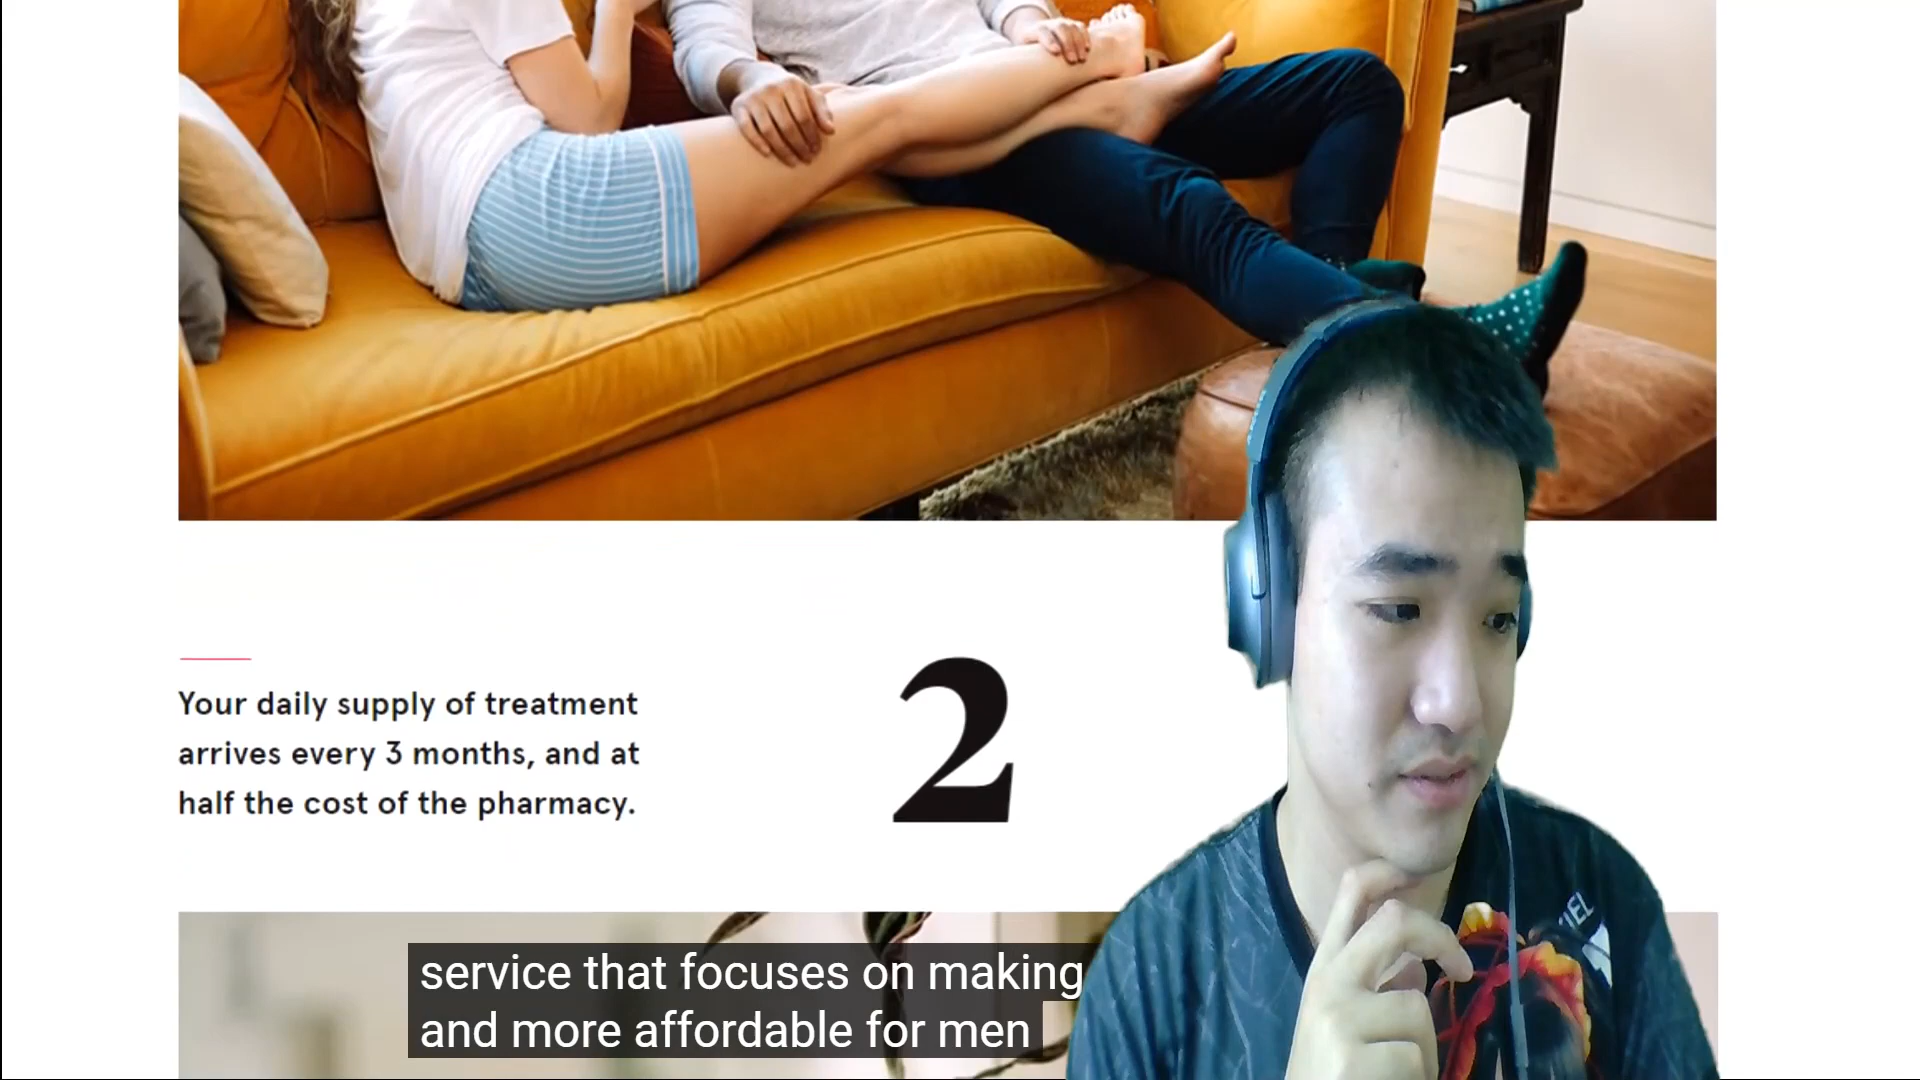 Your daily supply of treatment
arrives every 3 months, and at
half the cost of the pharmacy.
2
service that focuses on making
and more affordable for men